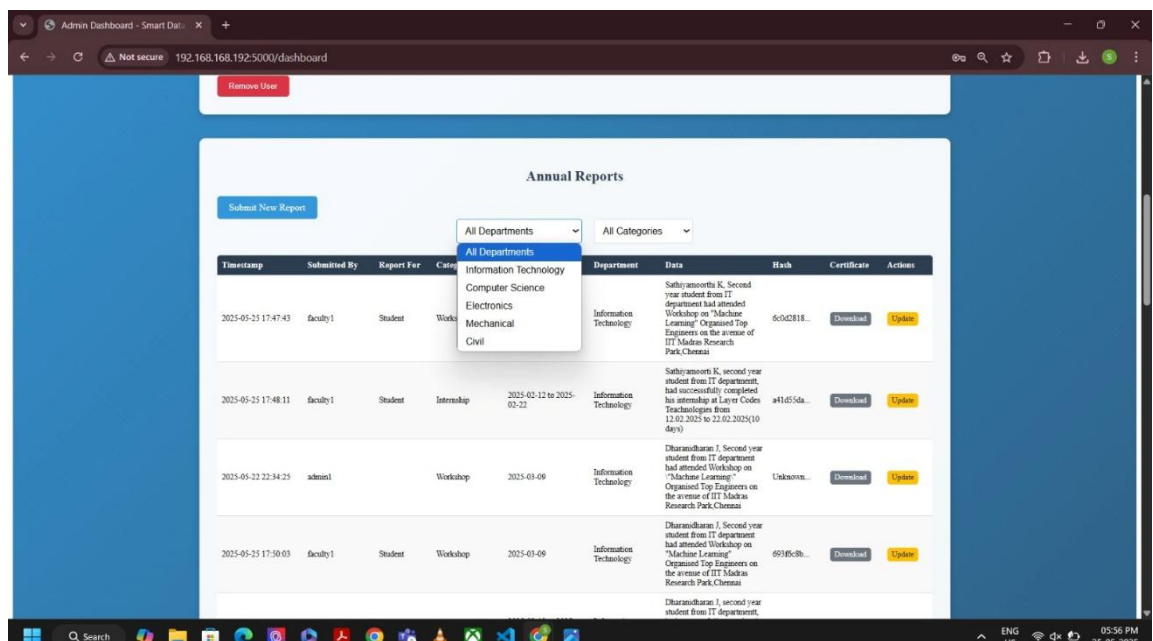 Admin Dashboard - Smart Data
Not secure 192.168.168.192:5000/dashboard
S
Remove User
Annual Reports
Submit New Report
All Departments
All Categories
All Departments
Information Technology
Computer Science
Electronics
Mechanical
Civil
Timestamp Submitted By Report For Categ Department Data Hash Certificate Actions
2025-05-25 17:47:43 faculty1 Student Works Information Technology
Sathiyamoorthi K, Second
year student from IT
department had attended
Workshop on "Machine
Learning" Organised Top
Engineers on the avenue of
IIT Madras Research
Park,Chennai
6c0d2818... Download Update
2025-05-25 17:48:11 faculty1 Student Internship 2025-02-12 to 2025-02-22 Information Technology
Sathiyamoorti K, second year
student from IT departmentt,
had successsfully completed
his internship at Layer Codes
Teachnologies from
12.02.2025 to 22.02.2025(10
days)
a41d55da... Download Update
2025-05-22 22:34:25 admin1 Workshop 2025-03-09 Information Technology
Dharanidharan J, Second year
student from IT department
had attended Workshop on
\"Machine Learning\"
Organised Top Engineers on
the avenue of IIT Madras
Research Park,Chennai
Unknown... Download Update
2025-05-25 17:50:03 faculty1 Student Workshop 2025-03-09 Information Technology
Dharanidharan J, Second year
student from IT department
had attended Workshop on
"Machine Learning"
Organised Top Engineers on
the avenue of IIT Madras
Research Park,Chennai
693ff6c8b... Download Update
Dharanidharan J, second year
student from IT departmentt,
Search
ENG
05:56 PM